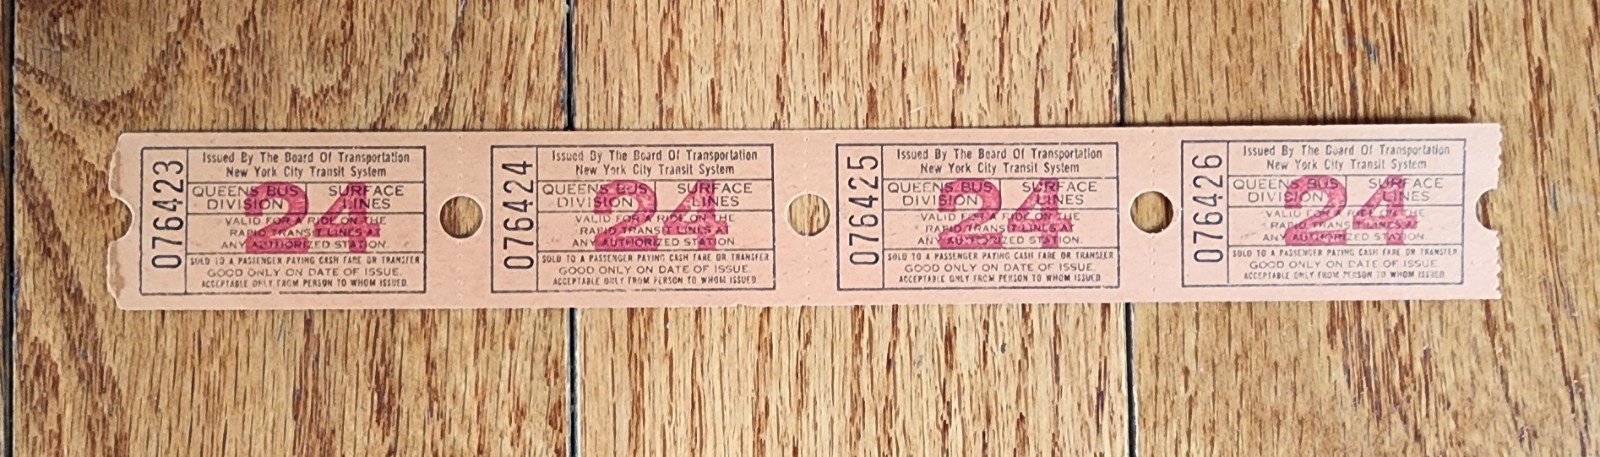 076423
Issued By The Board Of Transportation
New York City Transit System
QUEENS BUS SURFACE
DIVISION LINES
24
VALID FOR A RIDE ON THE
RAPID TRANSIT LINES AT
ANY AUTHORIZED STATION.
SOLD TO A PASSENGER PAYING CASH FARE OR TRANSFER
GOOD ONLY ON DATE OF ISSUE.
ACCEPTABLE ONLY FROM PERSON TO WHOM ISSUED.
076424
Issued By The Board Of Transportation
New York City Transit System
QUEENS BUS SURFACE
DIVISION LINES
24
VALID FOR A RIDE ON THE
RAPID TRANSIT LINES AT
ANY AUTHORIZED STATION.
SOLD TO A PASSENGER PAYING CASH FARE OR TRANSFER
GOOD ONLY ON DATE OF ISSUE.
ACCEPTABLE ONLY FROM PERSON TO WHOM ISSUED.
076425
Issued By The Board Of Transportation
New York City Transit System
QUEENS BUS SURFACE
DIVISION LINES
24
VALID FOR A RIDE ON THE
RAPID TRANSIT LINES AT
ANY AUTHORIZED STATION.
SOLD TO A PASSENGER PAYING CASH FARE OR TRANSFER
GOOD ONLY ON DATE OF ISSUE.
ACCEPTABLE ONLY FROM PERSON TO WHOM ISSUED.
076426
Issued By The Board Of Transportation
New York City Transit System
QUEENS BUS SURFACE
DIVISION LINES
24
VALID FOR A RIDE ON THE
RAPID TRANSIT LINES AT
ANY AUTHORIZED STATION.
SOLD TO A PASSENGER PAYING CASH FARE OR TRANSFER
GOOD ONLY ON DATE OF ISSUE.
ACCEPTABLE ONLY FROM PERSON TO WHOM ISSUED.